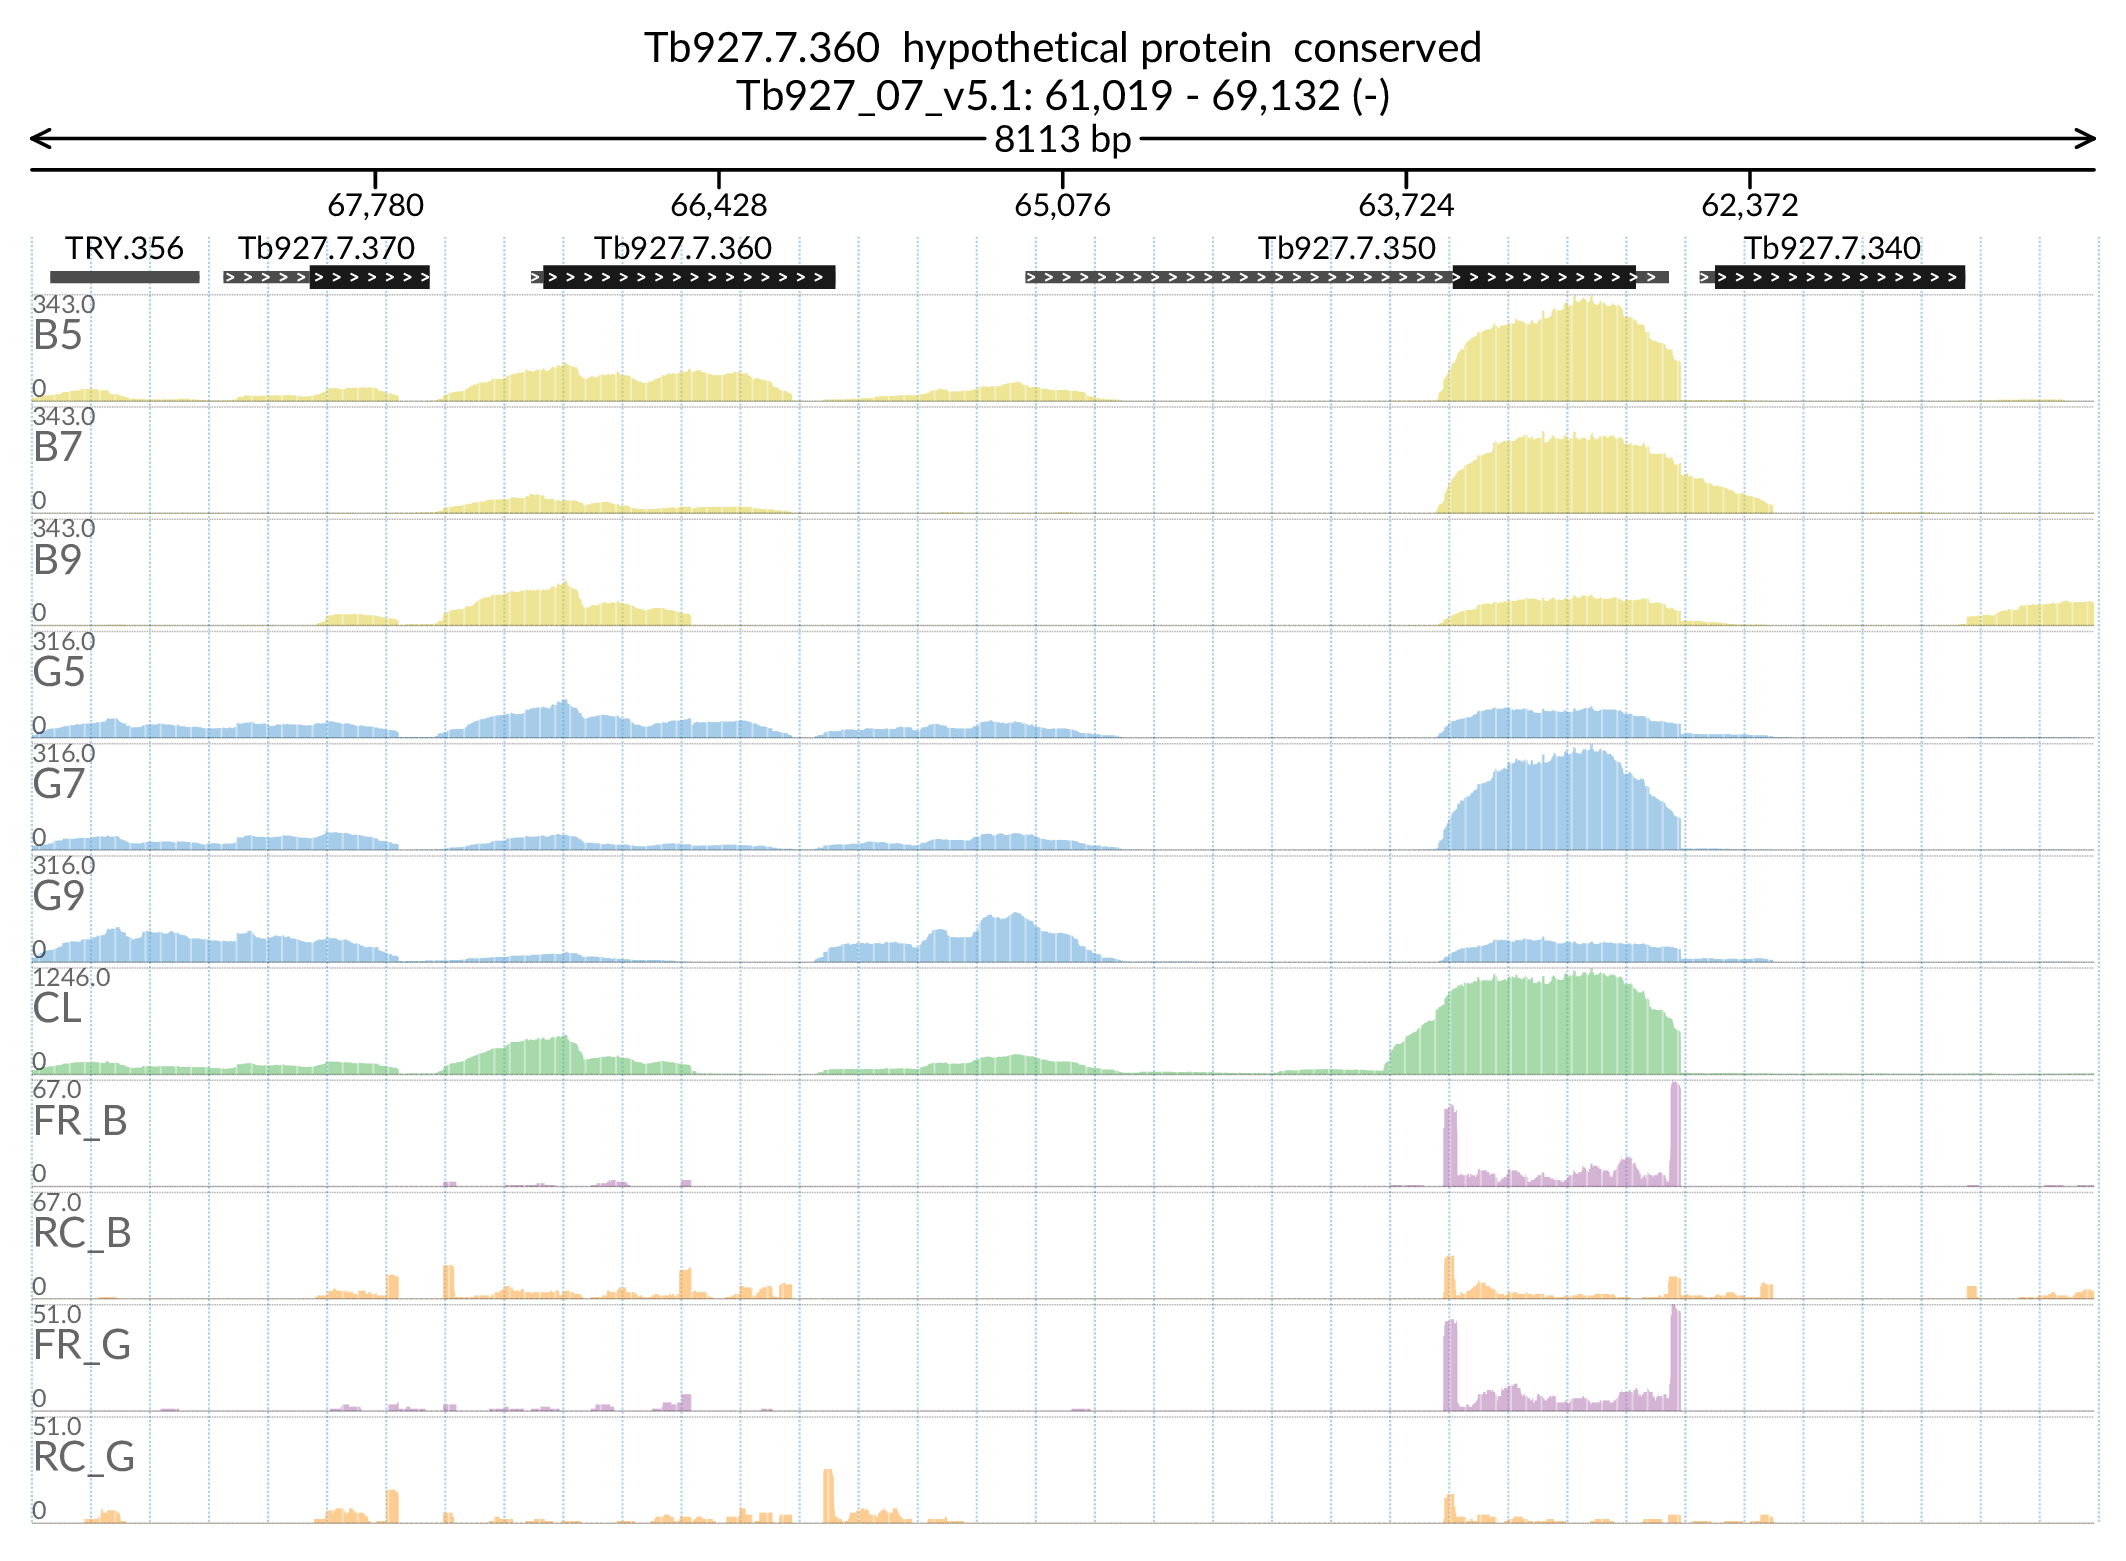 Tb927.7.360  hypothetical protein  conserved
Tb927_07_v5.1: 61,019 - 69,132 (-)
8113 bp
67,780 66,428 65,076 63,724 62,372
TRY.356 Tb927.7.370 Tb927.7.360 Tb927.7.350 Tb927.7.340
343.0
B5
0
343.0
B7
0
343.0
B9
0
316.0
G5
0
316.0
G7
0
316.0
G9
0
1246.0
CL
0
67.0
FR_B
0
67.0
RC_B
0
51.0
FR_G
0
51.0
RC_G
0